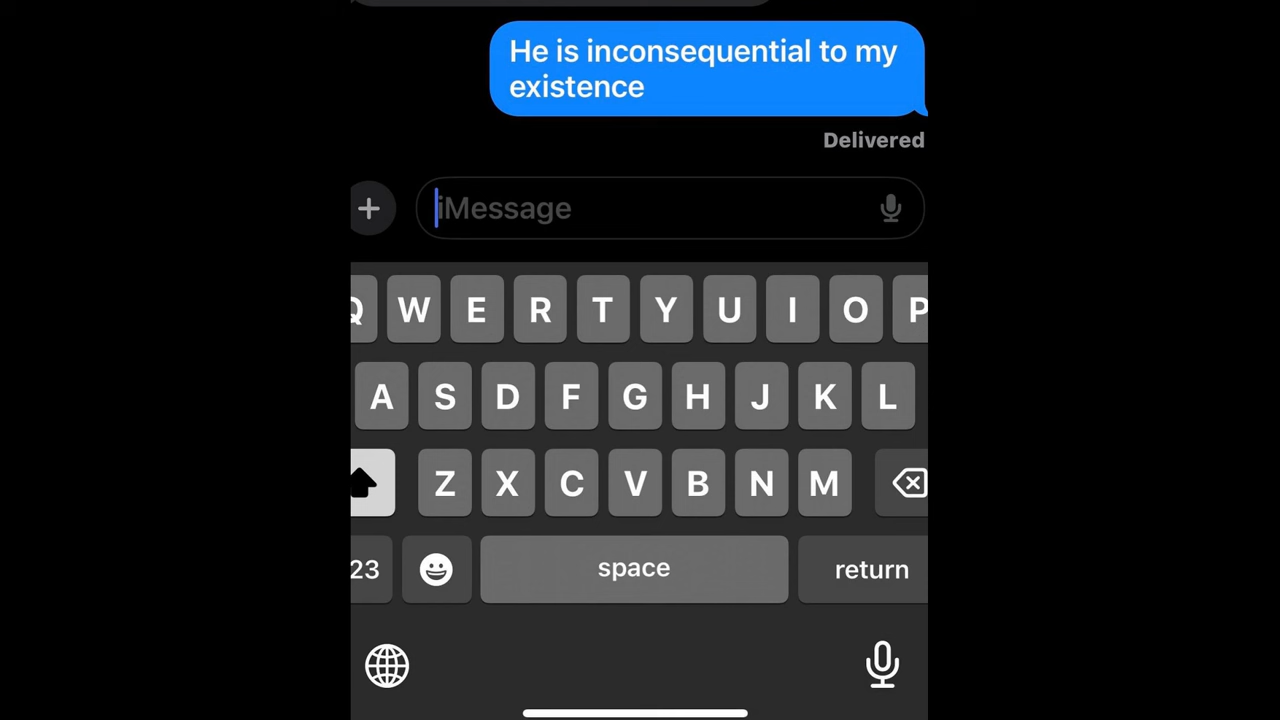 He is inconsequential to my
existence
Delivered
iMessage
Q W E R T Y U I O P
A S D F G H J K L
Z X C V B N M
23 space return